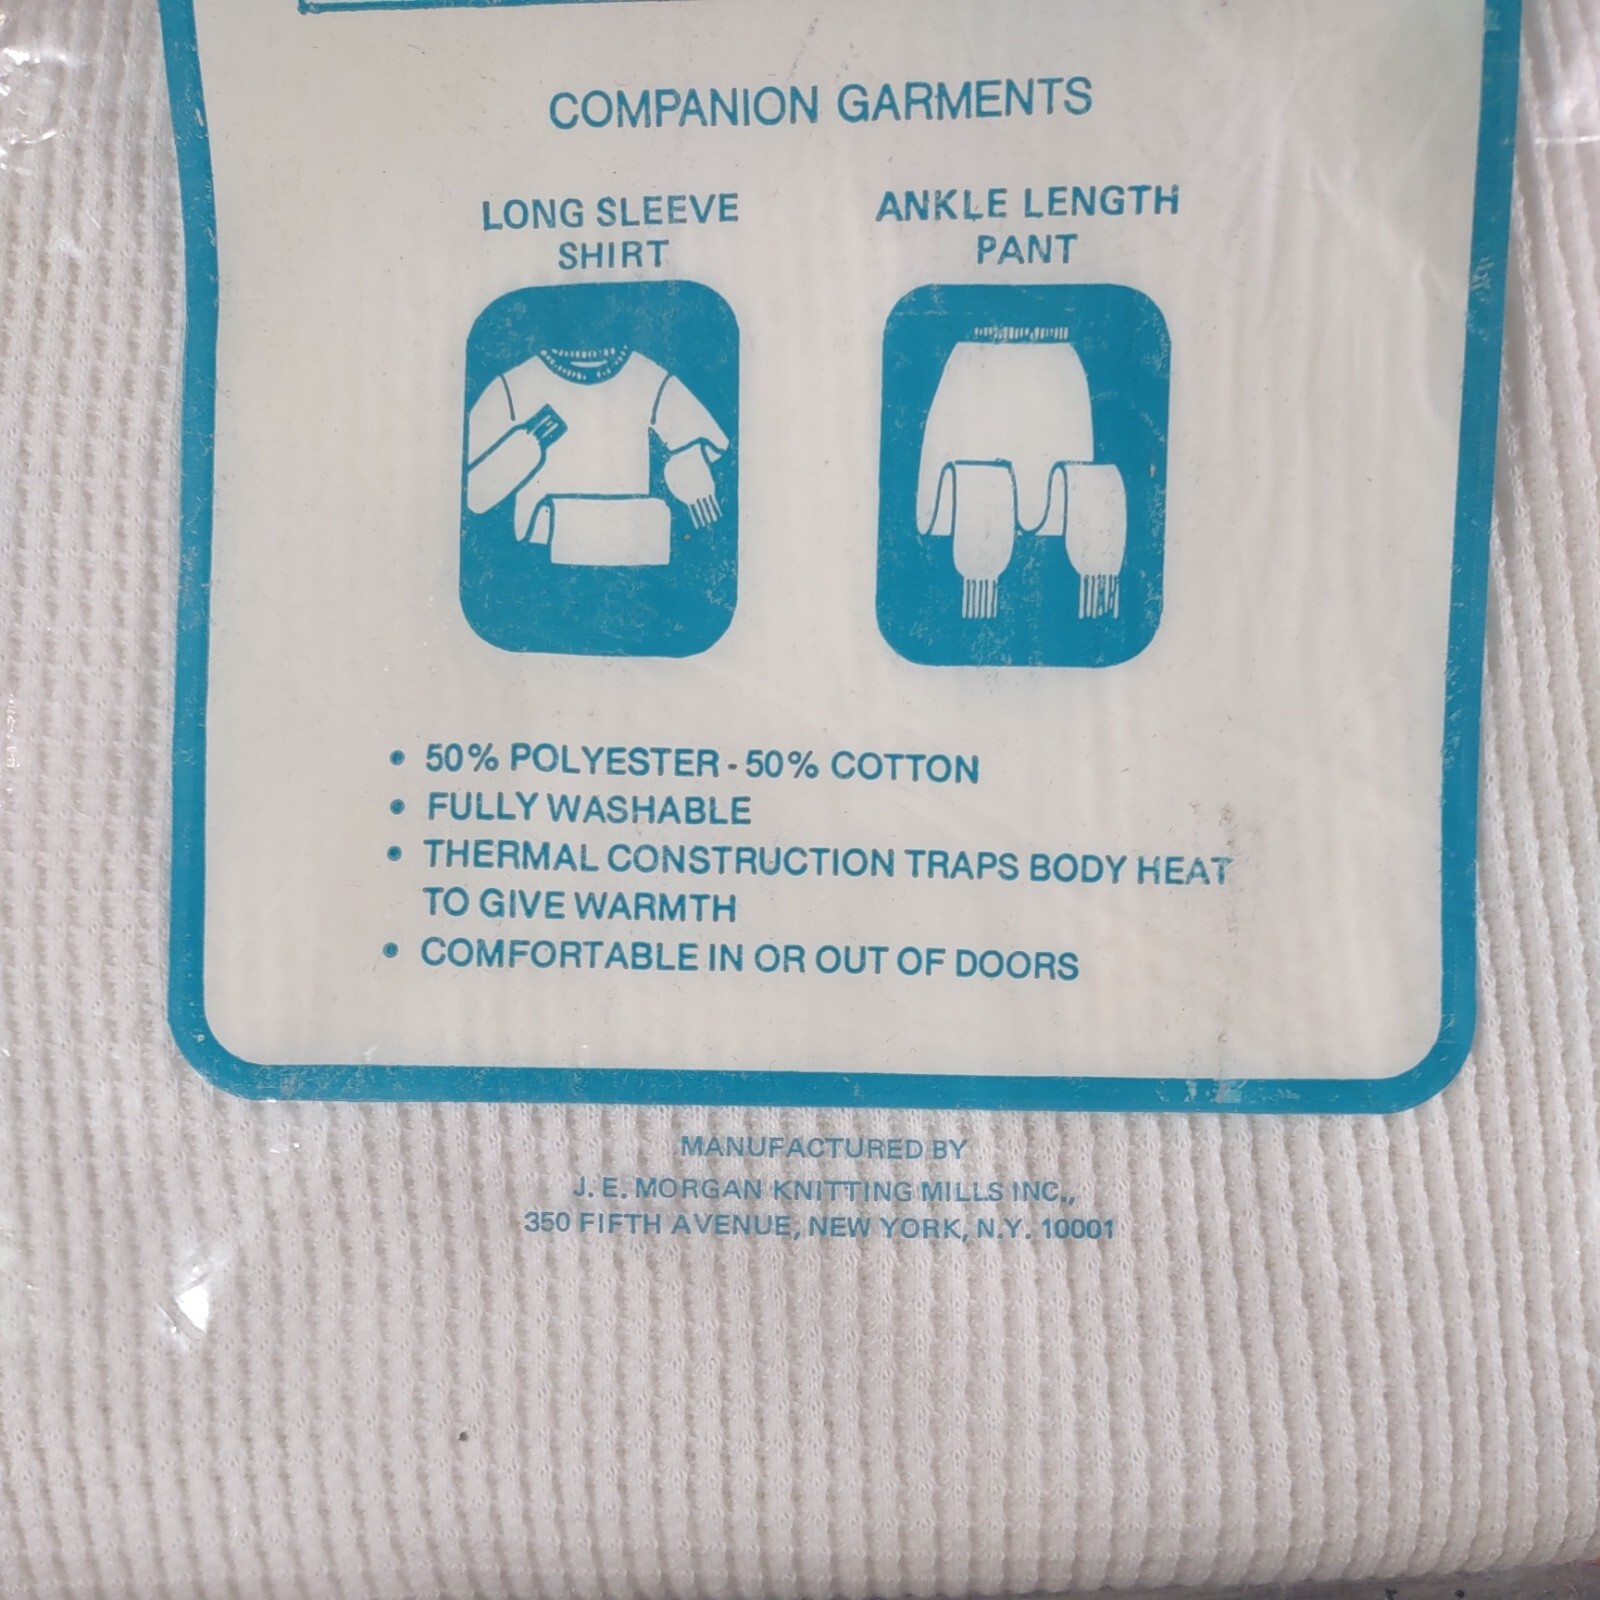 COMPANION GARMENTS
LONG SLEEVE
SHIRT
ANKLE LENGTH
PANT
• 50% POLYESTER - 50% COTTON
• FULLY WASHABLE
• THERMAL CONSTRUCTION TRAPS BODY HEAT
TO GIVE WARMTH
• COMFORTABLE IN OR OUT OF DOORS
MANUFACTURED BY
J. E. MORGAN KNITTING MILLS INC.,
350 FIFTH AVENUE, NEW YORK, N.Y. 10001